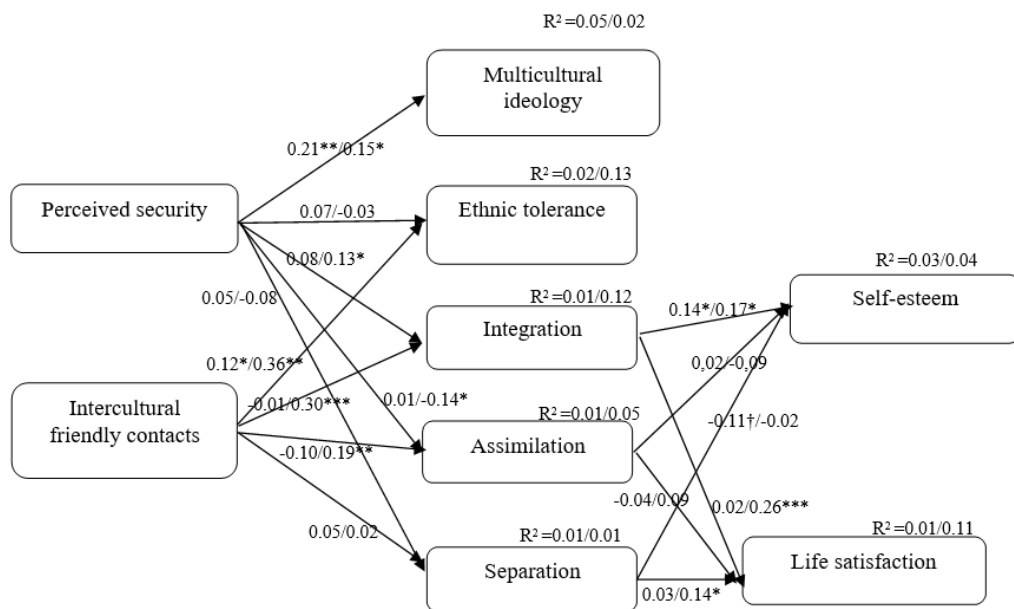 R² =0.05/0.02
Multicultural
ideology
0.21**/0.15*
R² =0.02/0.13
Perceived security
0.07/-0.03
Ethnic tolerance
0.08/0.13*
R² =0.03/0.04
0.05/-0.08
R² =0.01/0.12
Self-esteem
Integration
0.14*/0.17*
0.12*/0.36**
0,02/-0,09
Intercultural
friendly contacts
-0.01/0.30***
0.01/-0.14*
R² =0.01/0.05
-0.11†/-0.02
-0.10/0.19**
Assimilation
-0.04/0.09
0.02/0.26***
0.05/0.02
R² =0.01/0.01
R² =0.01/0.11
Separation
Life satisfaction
0.03/0.14*